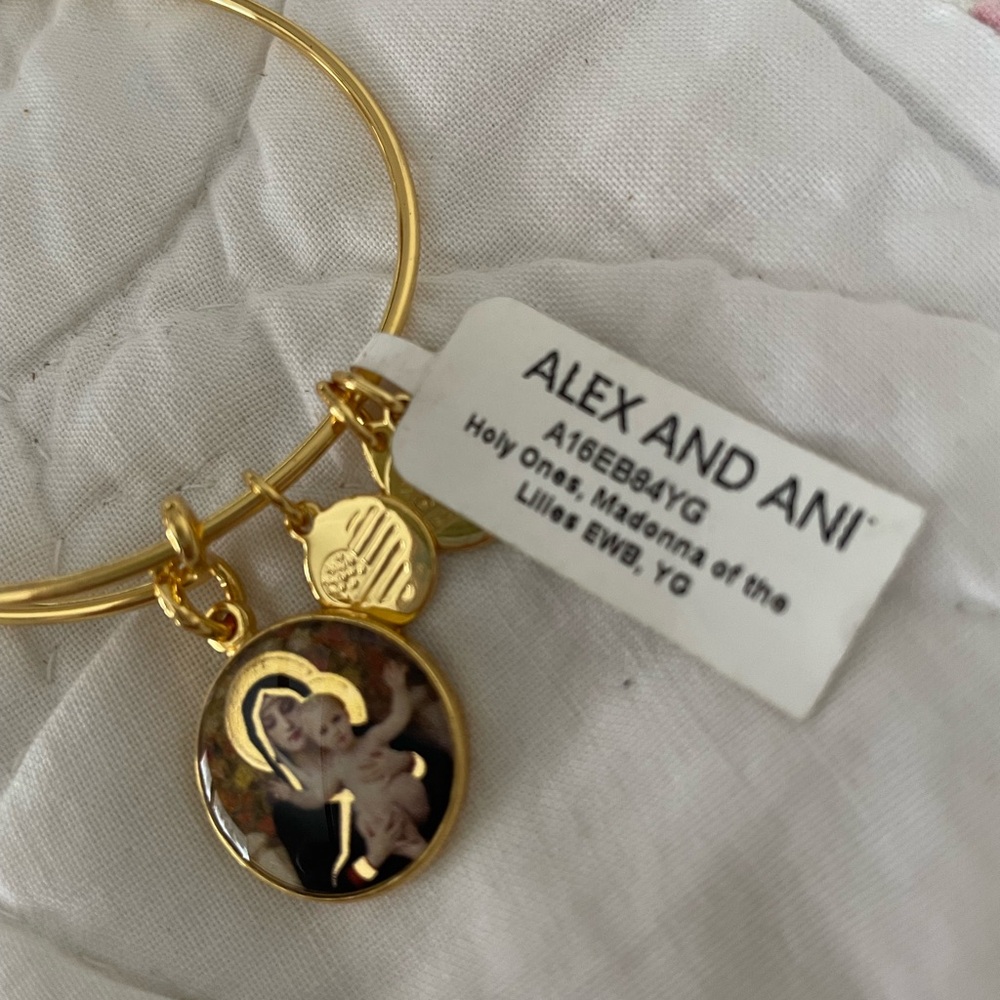 ALEX AND ANI
A16EB84YG
Holy Ones, Madonna of the
Lilies EWB, YG